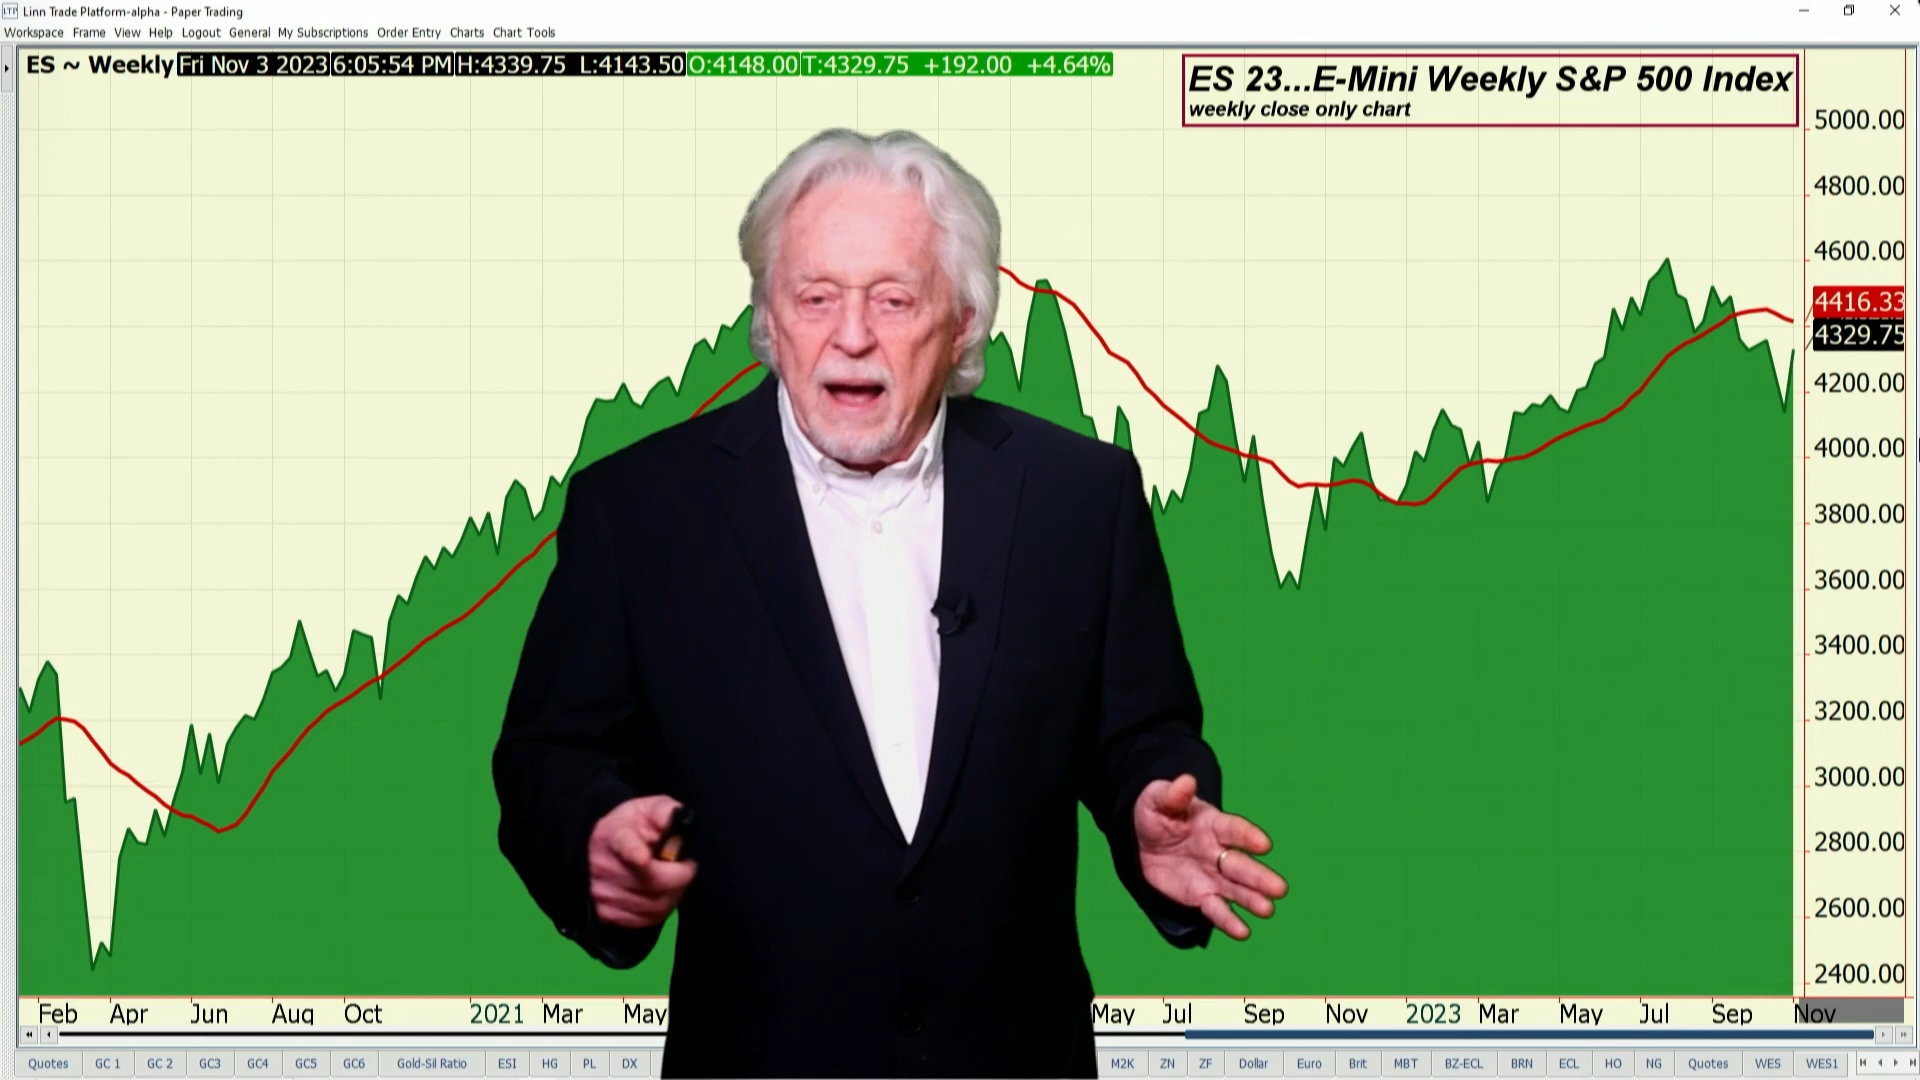 LTP Linn Trade Platform-alpha - Paper Trading
Workspace Frame View Help Logout General My Subscriptions Order Entry Charts Chart Tools
ES ~ Weekly Fri Nov 3 2023 6:05:54 PM H:4339.75 L:4143.50 O:4148.00 T:4329.75 +192.00 +4.64%
ES 23...E-Mini Weekly S&P 500 Index
weekly close only chart
5000.00
4800.00
4600.00
4416.33
4329.75
4200.00
4000.00
3800.00
3600.00
3400.00
3200.00
3000.00
2800.00
2600.00
2400.00
Feb Apr Jun Aug Oct 2021 Mar May May Jul Sep Nov 2023 Mar May Jul Sep Nov
Quotes GC 1 GC 2 GC3 GC4 GC5 GC6 Gold-Sil Ratio ESI HG PL DX M2K ZN ZF Dollar Euro Brit MBT BZ-ECL BRN ECL HO NG Quotes WES WES1